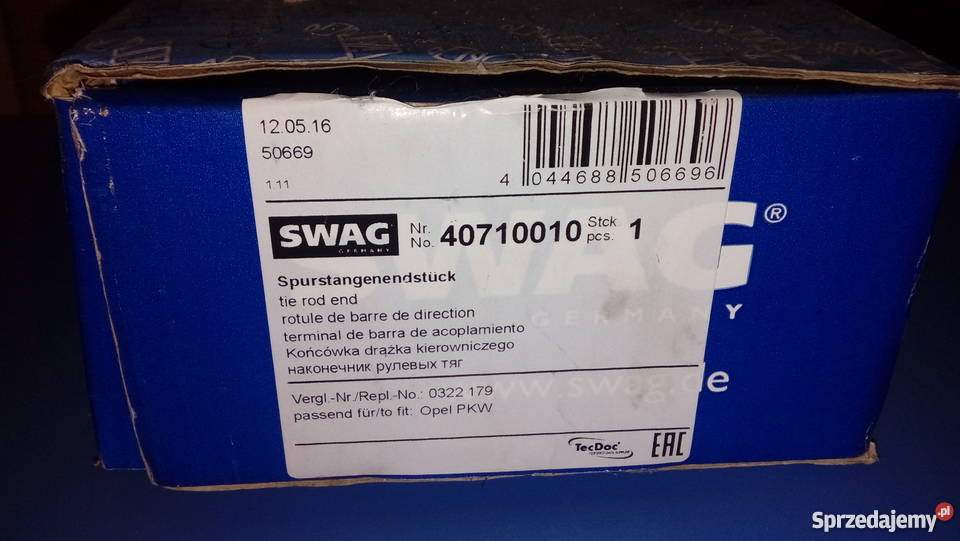 12.05.16
50669
1.11
4 044688 506696
SWAG GERMANY Nr. No. 40710010 Stck pcs. 1
Spurstangenendstück
tie rod end
rotule de barre de direction
terminal de barra de acoplamiento
Końcówka drążka kierowniczego
наконечник рулевых тяг
Vergl.-Nr./Repl.-No.: 0322 179
passend für/to fit: Opel PKW
TecDoc
EAC
SWAG®
GERMANY
www.swag.de
Sprzedajemy.pl